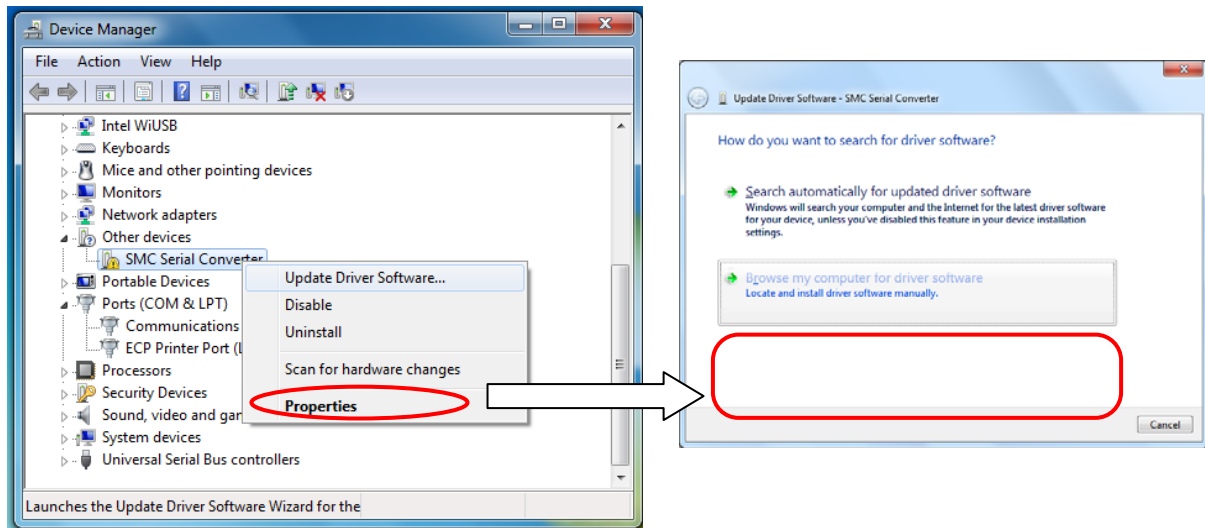 Device Manager
File Action View Help
Intel WiUSB
Keyboards
Mice and other pointing devices
Monitors
Network adapters
Other devices
SMC Serial Converter
Portable Devices
Ports (COM & LPT)
Communications
ECP Printer Port (L
Processors
Security Devices
Sound, video and gar
System devices
Universal Serial Bus controllers
Launches the Update Driver Software Wizard for the
Update Driver Software...
Disable
Uninstall
Scan for hardware changes
Properties
Update Driver Software - SMC Serial Converter
How do you want to search for driver software?
Search automatically for updated driver software
Windows will search your computer and the Internet for the latest driver software
for your device, unless you've disabled this feature in your device installation
settings.
Browse my computer for driver software
Locate and install driver software manually.
Cancel